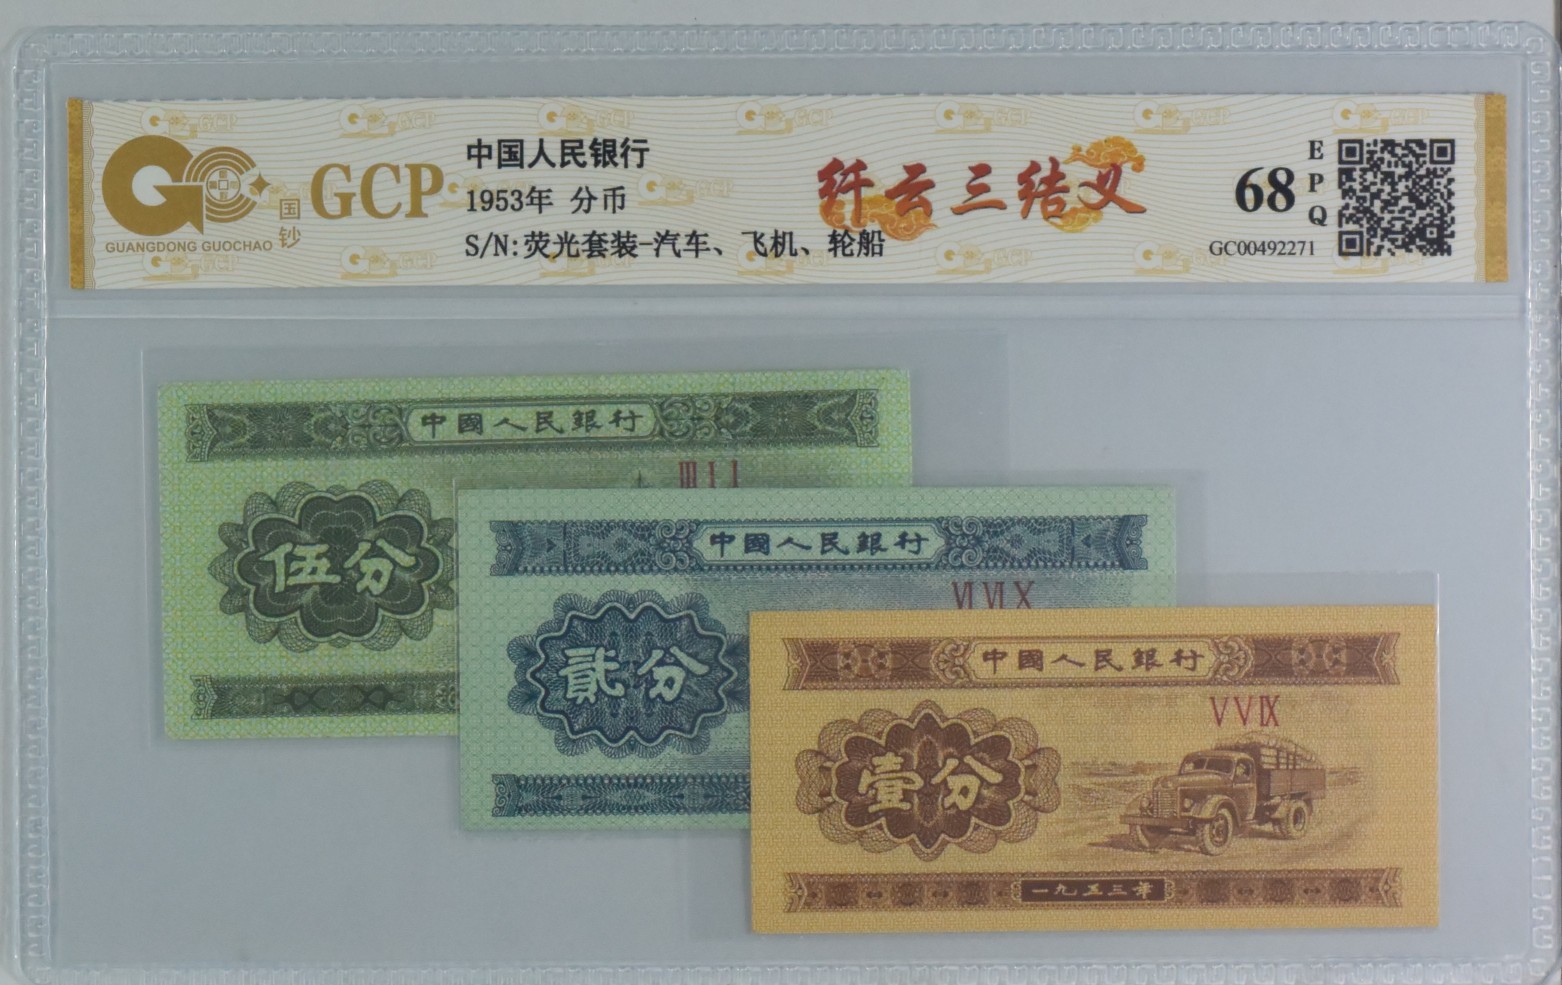 中国人民银行
1953年 分币
S/N:荧光套装-汽车、飞机、轮船
GCP
国钞
GUANGDONG GUOCHAO
纤云三结义
68
EPQ
GC00492271
中國人民銀行
III I I
伍分
中國人民銀行
VI VI X
貳分
中國人民銀行
V V IX
壹分
一九五三年